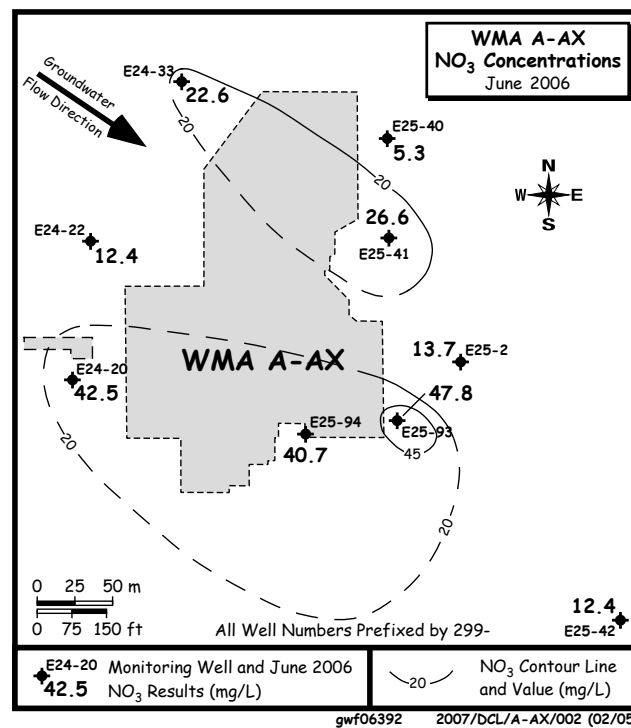 WMA A-AX
NO3 Concentrations
June 2006
Groundwater
Flow Direction
E24-33
22.6
20
E25-40
5.3
20
N
W E
S
26.6
E25-41
E24-22
12.4
WMA A-AX
13.7 E25-2
E24-20
42.5
47.8
E25-94
40.7
E25-93
45
20
20
0 25 50 m
0 75 150 ft
All Well Numbers Prefixed by 299-
12.4
E25-42
E24-20 Monitoring Well and June 2006
42.5 NO3 Results (mg/L)
20 NO3 Contour Line
and Value (mg/L)
gwf06392 2007/DCL/A-AX/002 (02/05